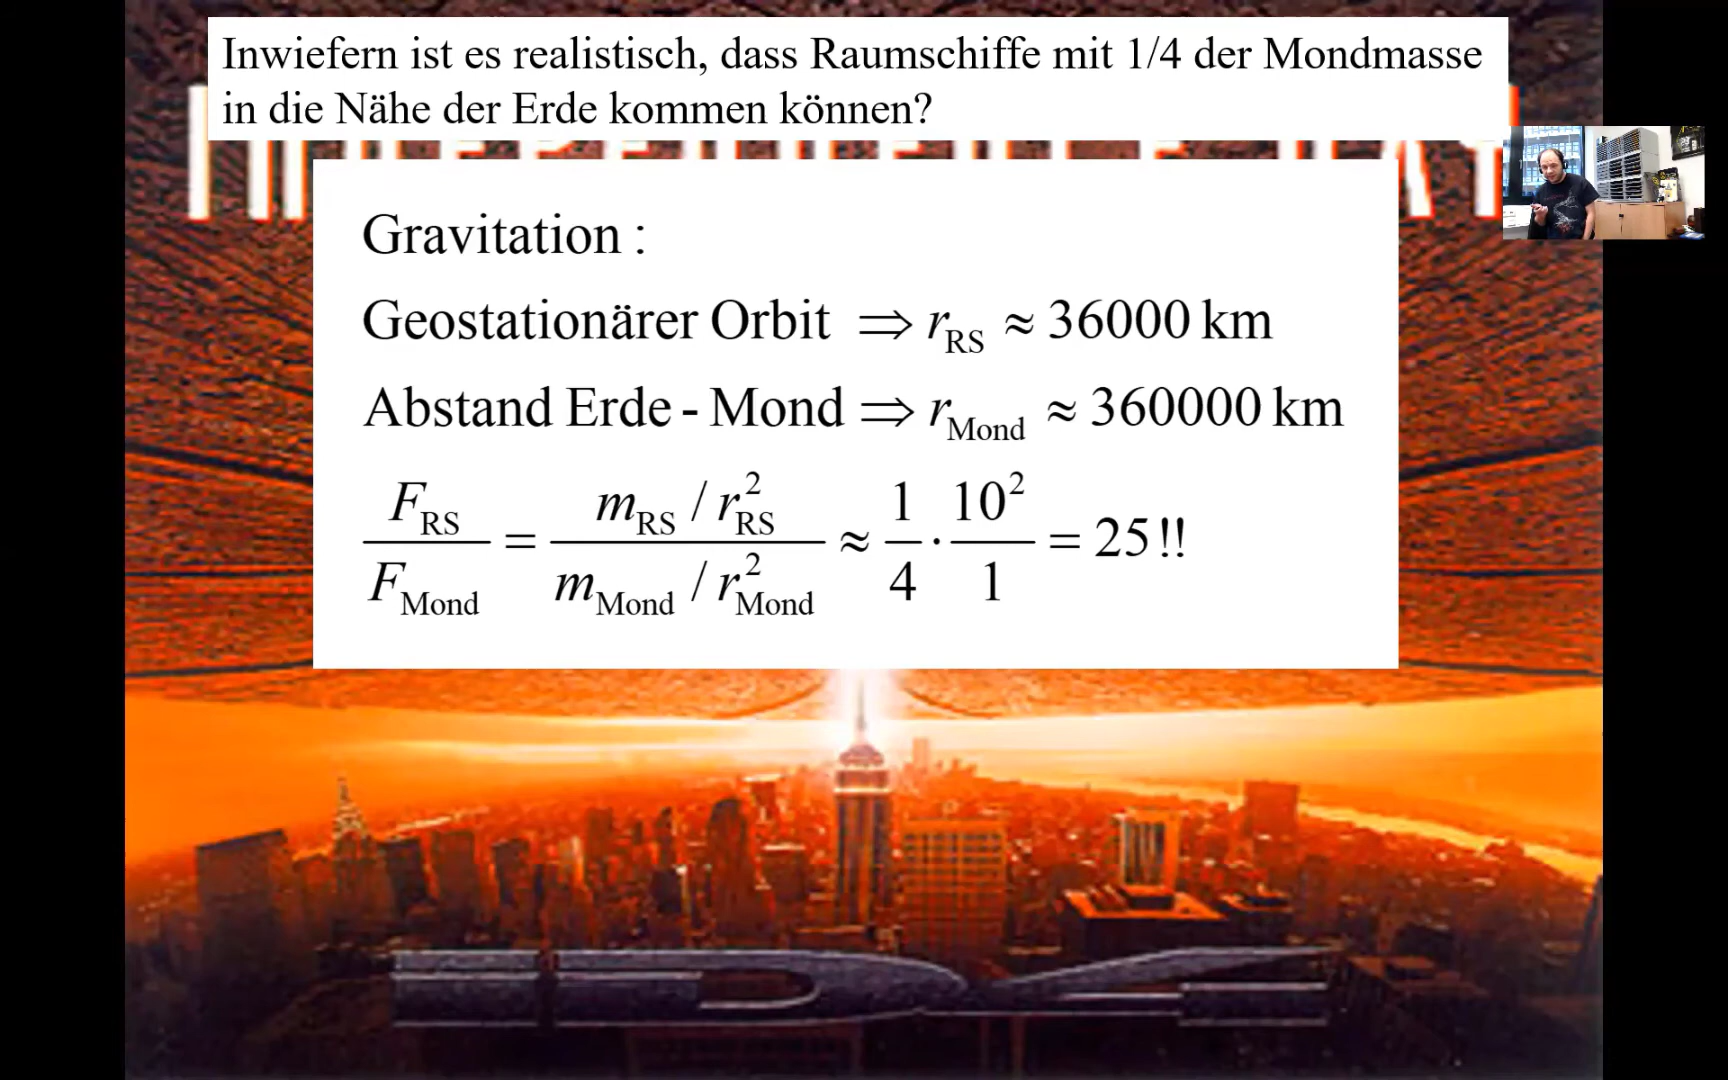 Inwiefern ist es realistisch, dass Raumschiffe mit 1/4 der Mondmasse
in die Nähe der Erde kommen können?
Gravitation :
Geostationärer Orbit ⇒ r_RS ≈ 36000 km
Abstand Erde - Mond ⇒ r_Mond ≈ 360000 km
F_RS / F_Mond = (m_RS / r_RS^2) / (m_Mond / r_Mond^2) ≈ 1/4 · 10^2/1 = 25 !!
ID4